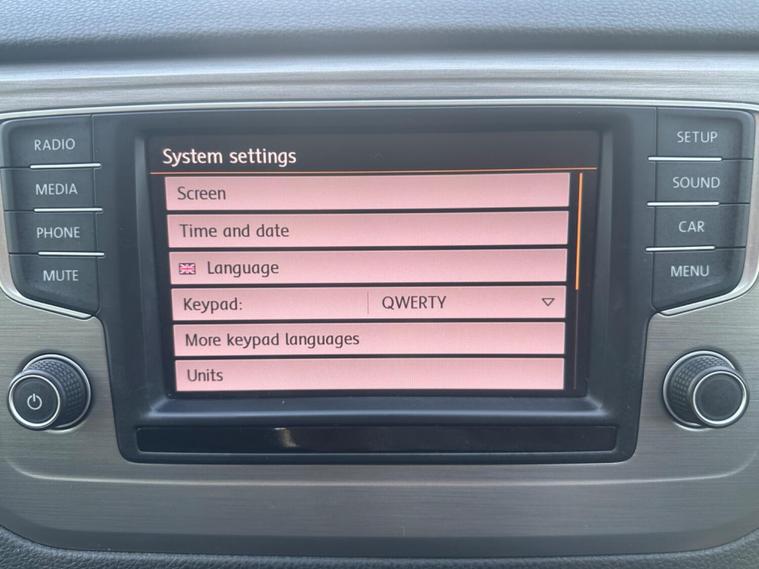 RADIO
MEDIA
PHONE
MUTE
System settings
Screen
Time and date
Language
Keypad: QWERTY
More keypad languages
Units
SETUP
SOUND
CAR
MENU